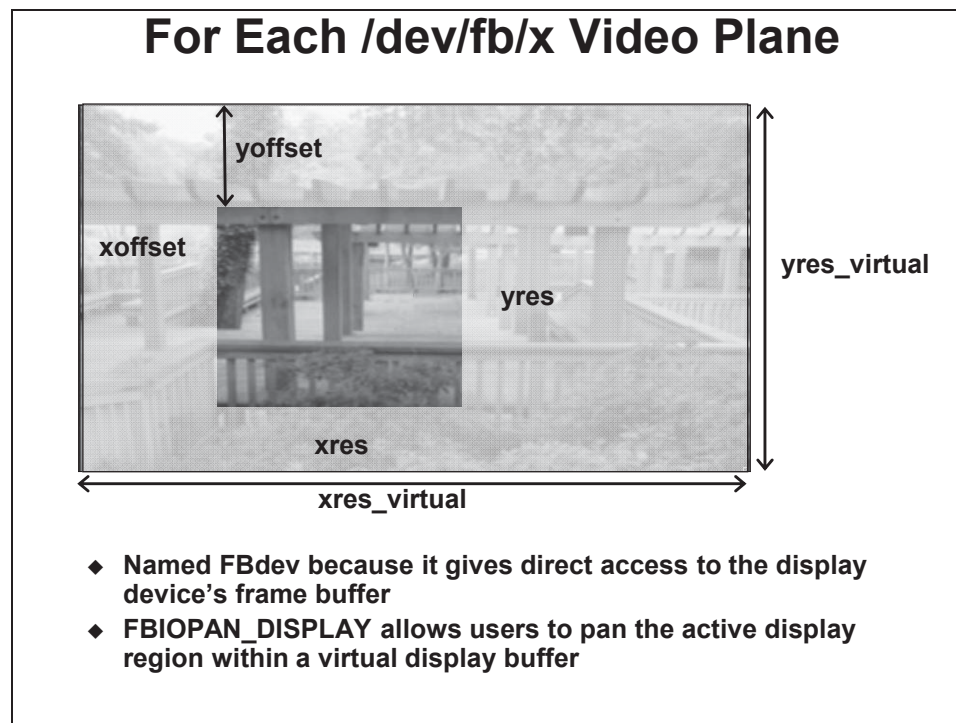 For Each /dev/fb/x Video Plane
yoffset
xoffset
yres
yres_virtual
xres
xres_virtual
◆ Named FBdev because it gives direct access to the display
device’s frame buffer
◆ FBIOPAN_DISPLAY allows users to pan the active display
region within a virtual display buffer